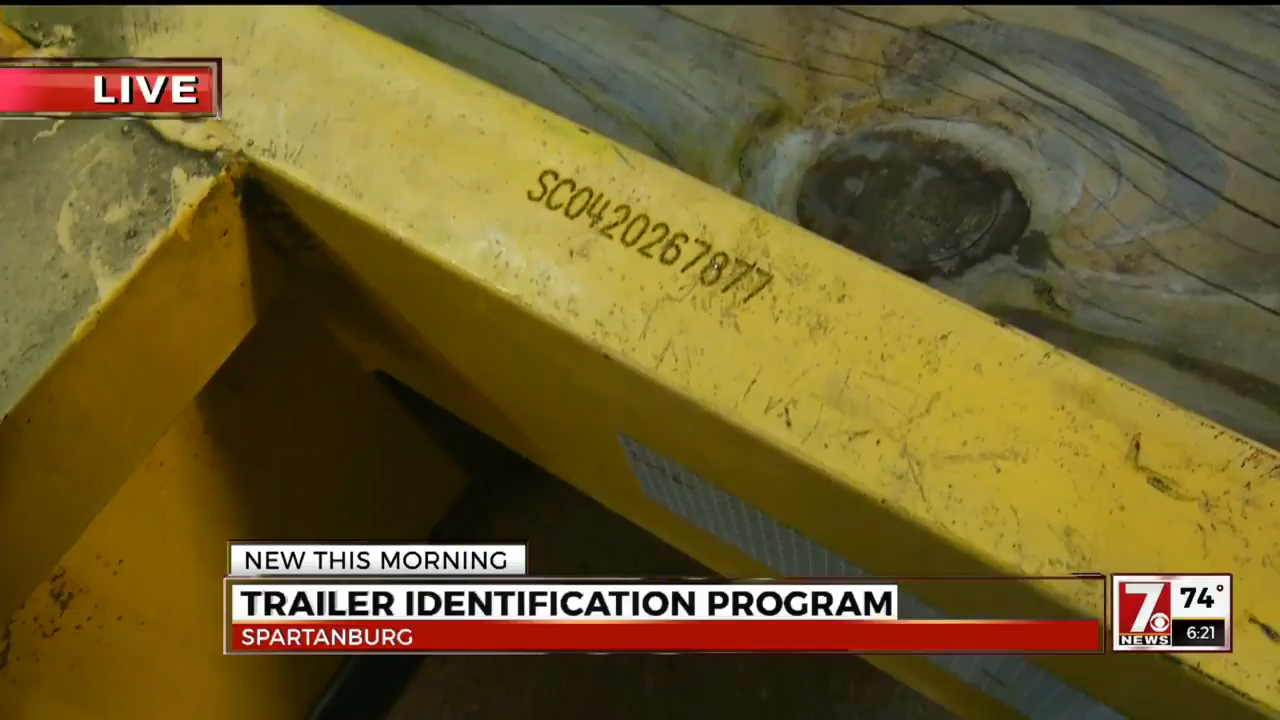 LIVE
SC0420267877
NEW THIS MORNING
TRAILER IDENTIFICATION PROGRAM
SPARTANBURG
7
NEWS
74°
6:21